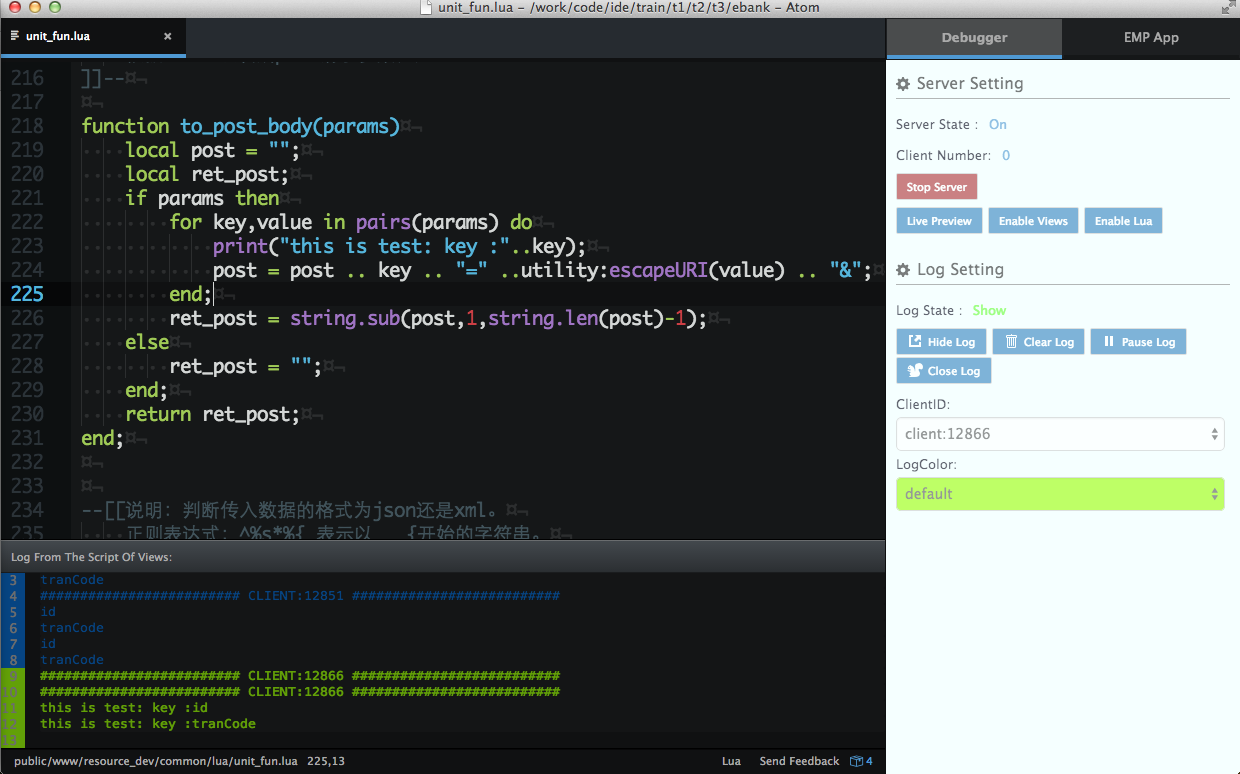 unit_fun.lua – /work/code/ide/train/t1/t2/t3/ebank – Atom
unit_fun.lua
216 ]]--
217
218 function to_post_body(params)
219 local post = "";
220 local ret_post;
221 if params then
222 for key,value in pairs(params) do
223 print("this is test: key :"..key);
224 post = post .. key .. "=" ..utility:escapeURI(value) .. "&";
225 end;
226 ret_post = string.sub(post,1,string.len(post)-1);
227 else
228 ret_post = "";
229 end;
230 return ret_post;
231 end;
232
233
234 --[[说明: 判断传入数据的格式为json还是xml。
235 正则表达式: ^%s*%{ 表示以 {开始的字符串。
Log From The Script Of Views:
3 tranCode
4 ######################### CLIENT:12851 ##########################
5 id
6 tranCode
7 id
8 tranCode
9 ######################### CLIENT:12866 ##########################
10 ######################### CLIENT:12866 ##########################
11 this is test: key :id
12 this is test: key :tranCode
13
public/www/resource_dev/common/lua/unit_fun.lua 225,13
Lua Send Feedback 4
Debugger EMP App
Server Setting
Server State : On
Client Number: 0
Stop Server
Live Preview Enable Views Enable Lua
Log Setting
Log State : Show
Hide Log Clear Log Pause Log
Close Log
ClientID:
client:12866
LogColor:
default